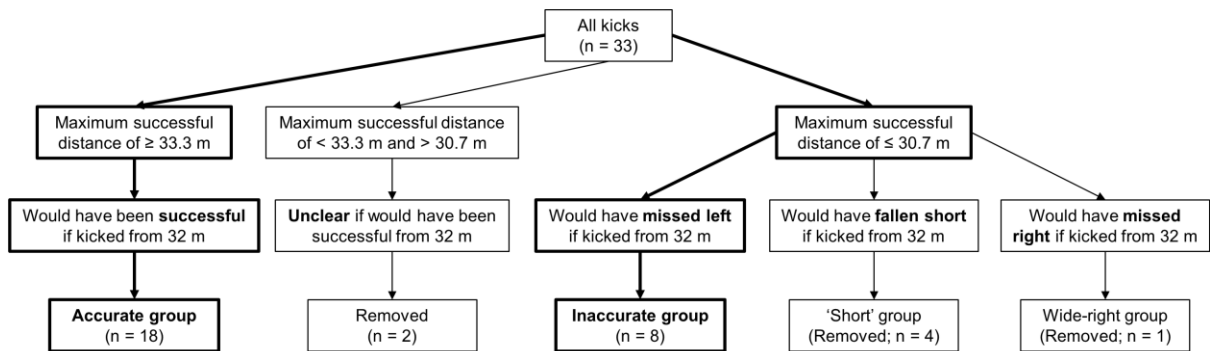 All kicks
(n = 33)
Maximum successful
distance of ≥ 33.3 m
Maximum successful distance
of < 33.3 m and > 30.7 m
Maximum successful
distance of ≤ 30.7 m
Would have been successful
if kicked from 32 m
Unclear if would have been
successful from 32 m
Would have missed left
if kicked from 32 m
Would have fallen short
if kicked from 32 m
Would have missed
right if kicked from 32 m
Accurate group
(n = 18)
Removed
(n = 2)
Inaccurate group
(n = 8)
‘Short’ group
(Removed; n = 4)
Wide-right group
(Removed; n = 1)